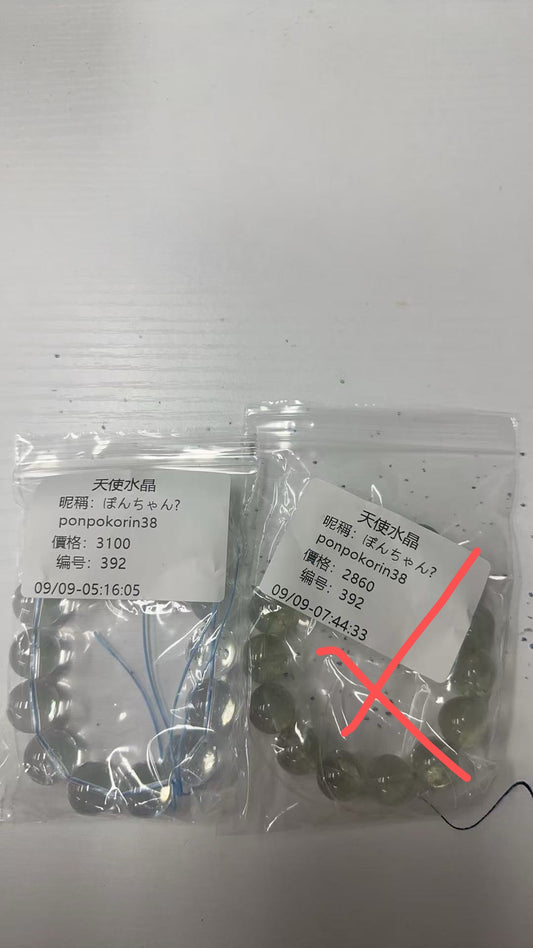 天使水晶
昵稱：ぽんちゃん?
ponpokorin38
價格：3100
编号：392
09/09-05:16:05
天使水晶
昵稱：ぽんちゃん?
ponpokorin38
價格：2860
编号：392
09/09-07:44:33